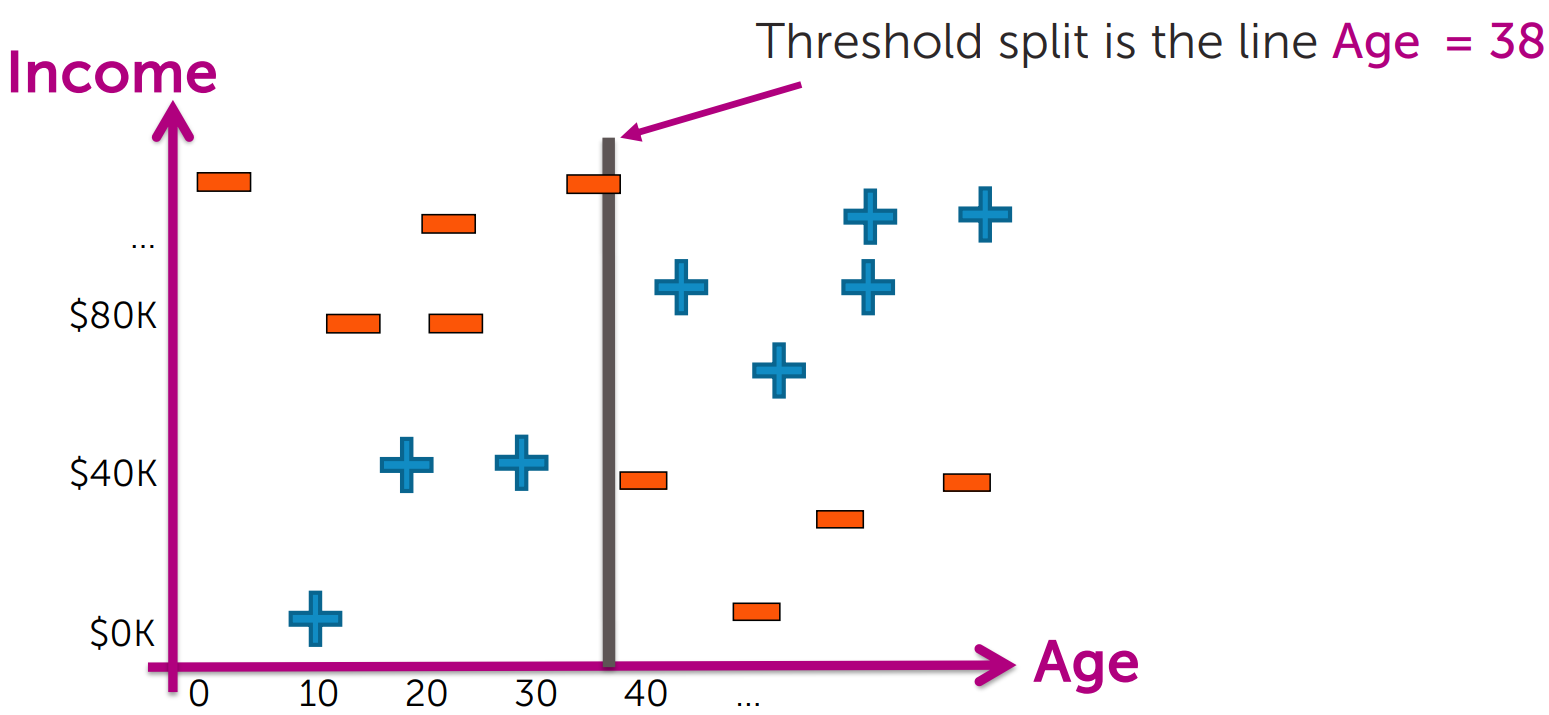 Threshold split is the line Age = 38
Income
...
$80K
$40K
$0K
0 10 20 30 40 ...
Age